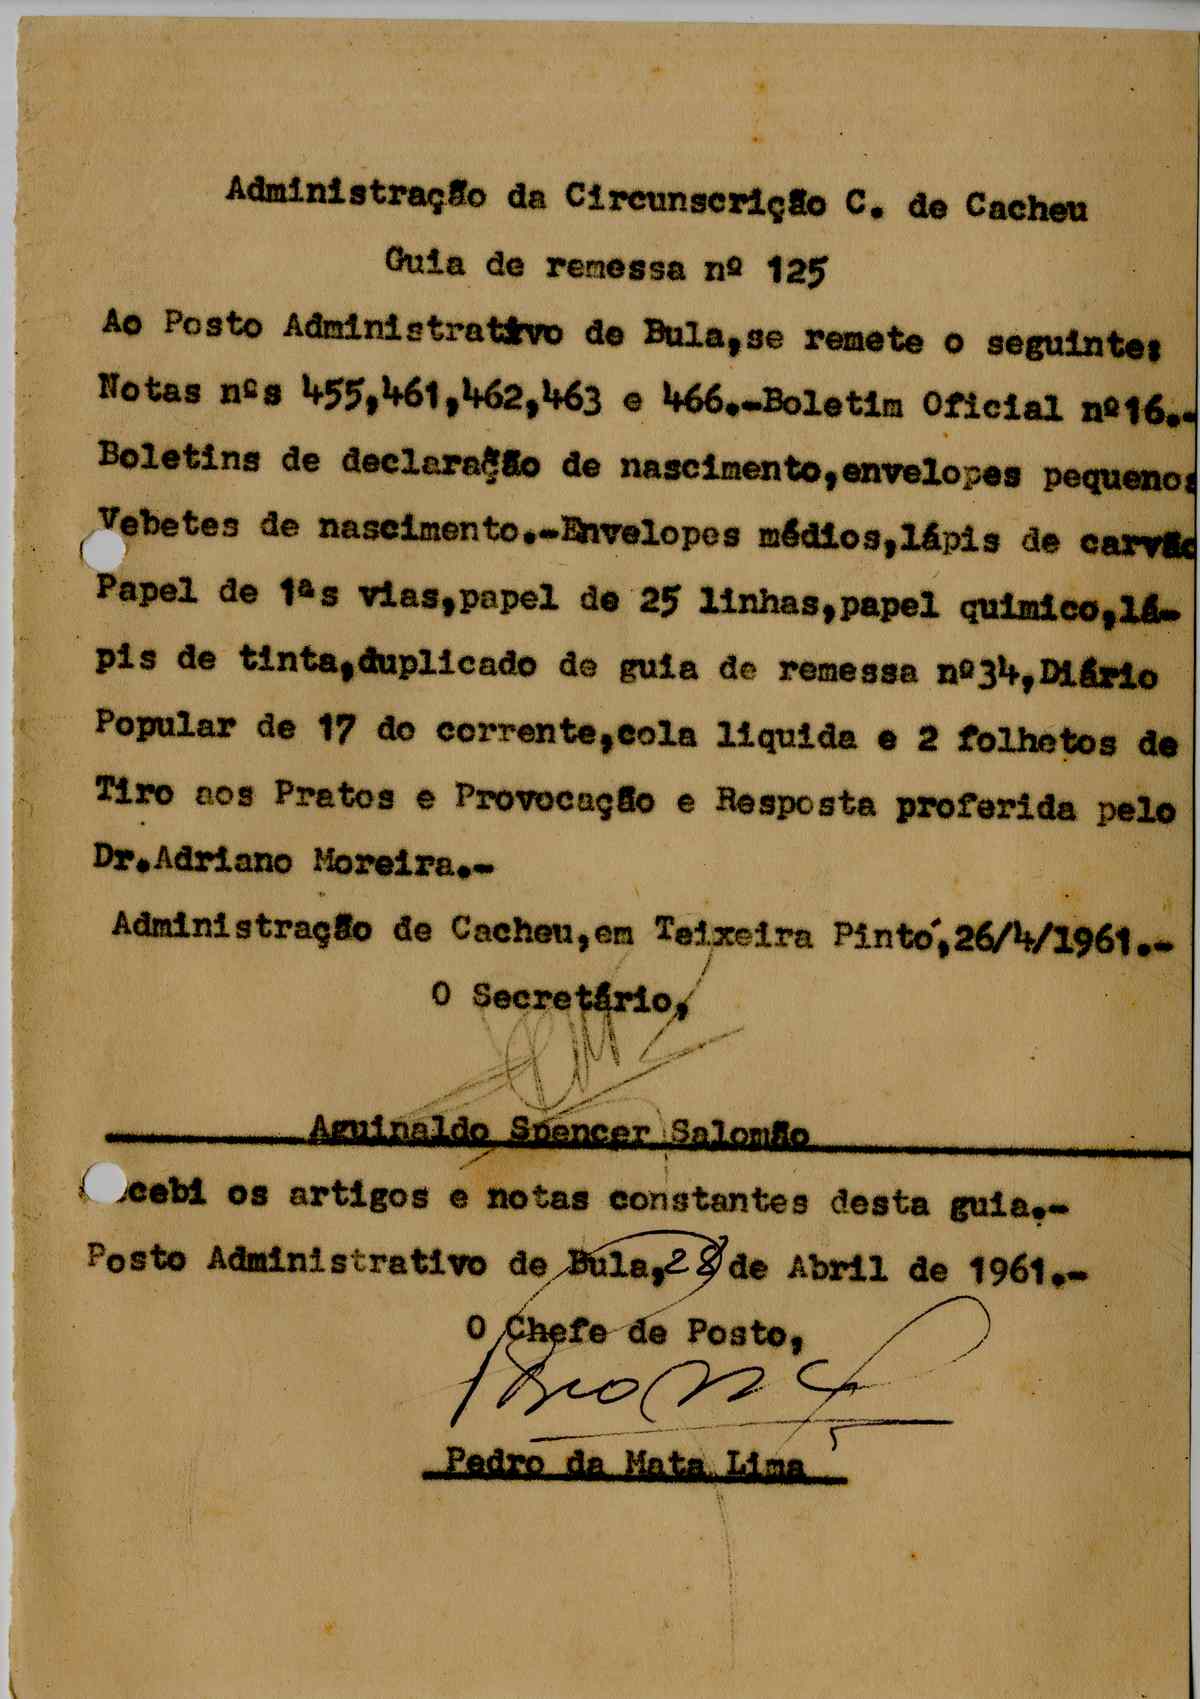 Administração da Circunscrição C. de Cacheu
Guia de remessa nº 125
Ao Posto Administrativo de Bula,se remete o seguinte:
Notas nºs 455,461,462,463 e 466.-Boletim Oficial nº16.-
Boletins de declaração de nascimento,envelopes pequenos
Vebetes de nascimento.-Envelopes médios,lápis de carvão
Papel de 1ªs vias,papel de 25 linhas,papel quimico,lá-
pis de tinta,duplicado de guia de remessa nº34,Diário
Popular de 17 do corrente,cola liquida e 2 folhetos de
Tiro aos Pratos e Provocação e Resposta proferida pelo
Dr.Adriano Moreira.-
Administração de Cacheu,em Teixeira Pinto,26/4/1961.-
O Secretário,
Aguinaldo Spencer Salomão
cebi os artigos e notas constantes desta guia.-
Posto Administrativo de Bula,28 de Abril de 1961.-
O Chefe de Posto,
Pedro da Mata Lima